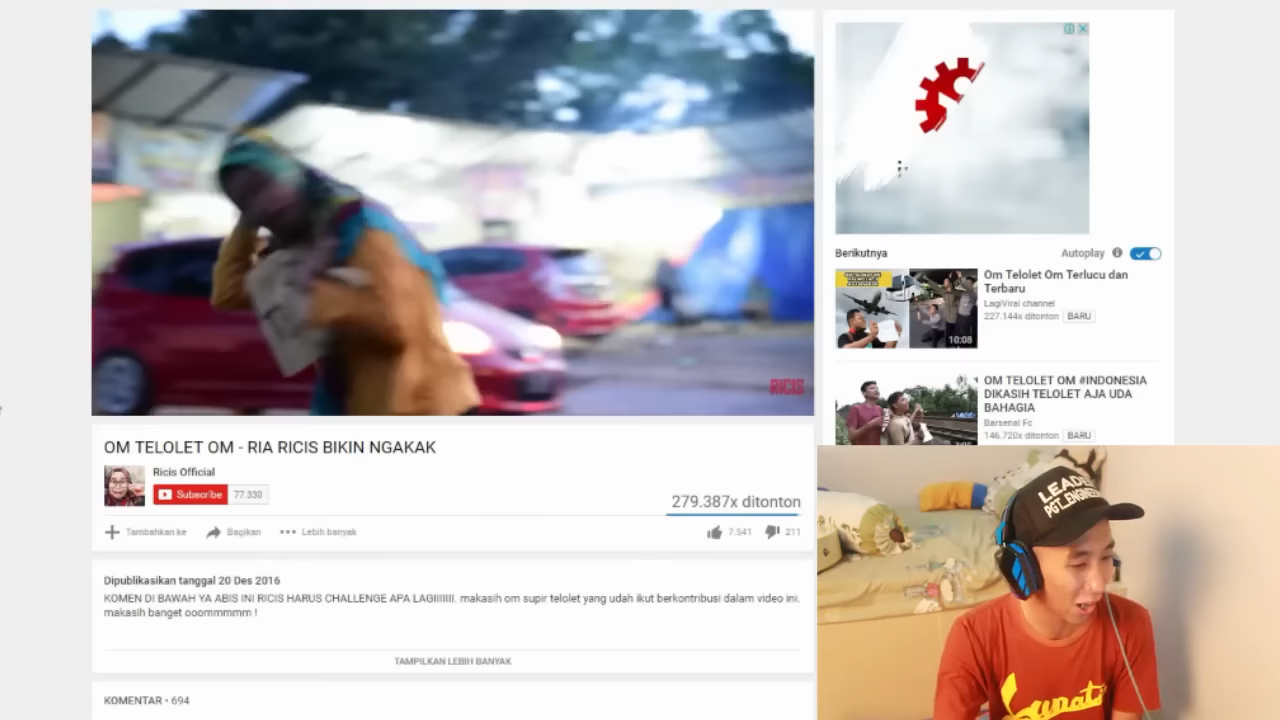 RICIS
OM TELOLET OM - RIA RICIS BIKIN NGAKAK
Ricis Official
Subscribe 77.330
279.387x ditonton
Tambahkan ke Bagikan Lebih banyak 7.541 211
Dipublikasikan tanggal 20 Des 2016
KOMEN DI BAWAH YA ABIS INI RICIS HARUS CHALLENGE APA LAGIIIIIII. makasih om supir telolet yang udah ikut berkontribusi dalam video ini.
makasih banget ooommmmmm !
TAMPILKAN LEBIH BANYAK
KOMENTAR • 694
Berikutnya Autoplay
Om Telolet Om Terlucu dan
Terbaru
LagiViral channel
227.144x ditonton BARU
10:08
OM TELOLET OM #INDONESIA
DIKASIH TELOLET AJA UDA
BAHAGIA
Barsenal Fc
146.720x ditonton BARU
LEADER
PGT_ENGINEER